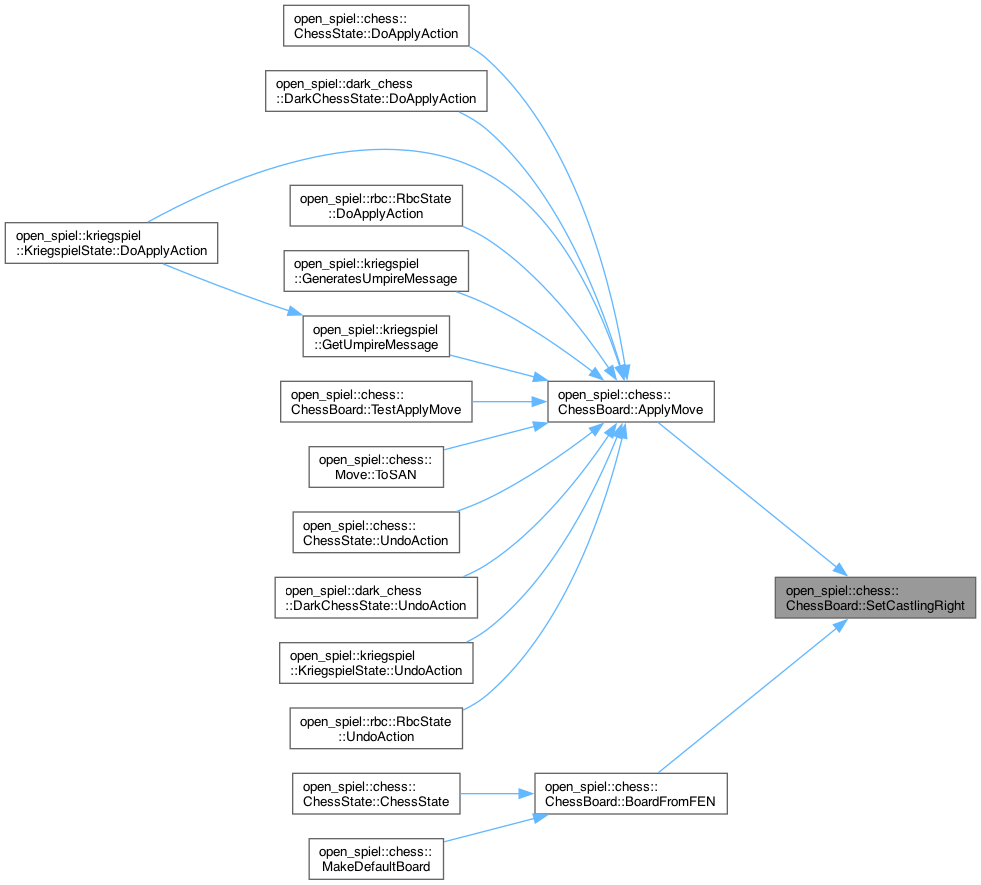 open_spiel::chess::
ChessState::DoApplyAction
open_spiel::dark_chess
::DarkChessState::DoApplyAction
open_spiel::rbc::RbcState
::DoApplyAction
open_spiel::kriegspiel
::KriegspielState::DoApplyAction
open_spiel::kriegspiel
::GeneratesUmpireMessage
open_spiel::kriegspiel
::GetUmpireMessage
open_spiel::chess::
ChessBoard::TestApplyMove
open_spiel::chess::
ChessBoard::ApplyMove
open_spiel::chess::
Move::ToSAN
open_spiel::chess::
ChessState::UndoAction
open_spiel::dark_chess
::DarkChessState::UndoAction
open_spiel::chess::
ChessBoard::SetCastlingRight
open_spiel::kriegspiel
::KriegspielState::UndoAction
open_spiel::rbc::RbcState
::UndoAction
open_spiel::chess::
ChessState::ChessState
open_spiel::chess::
ChessBoard::BoardFromFEN
open_spiel::chess::
MakeDefaultBoard